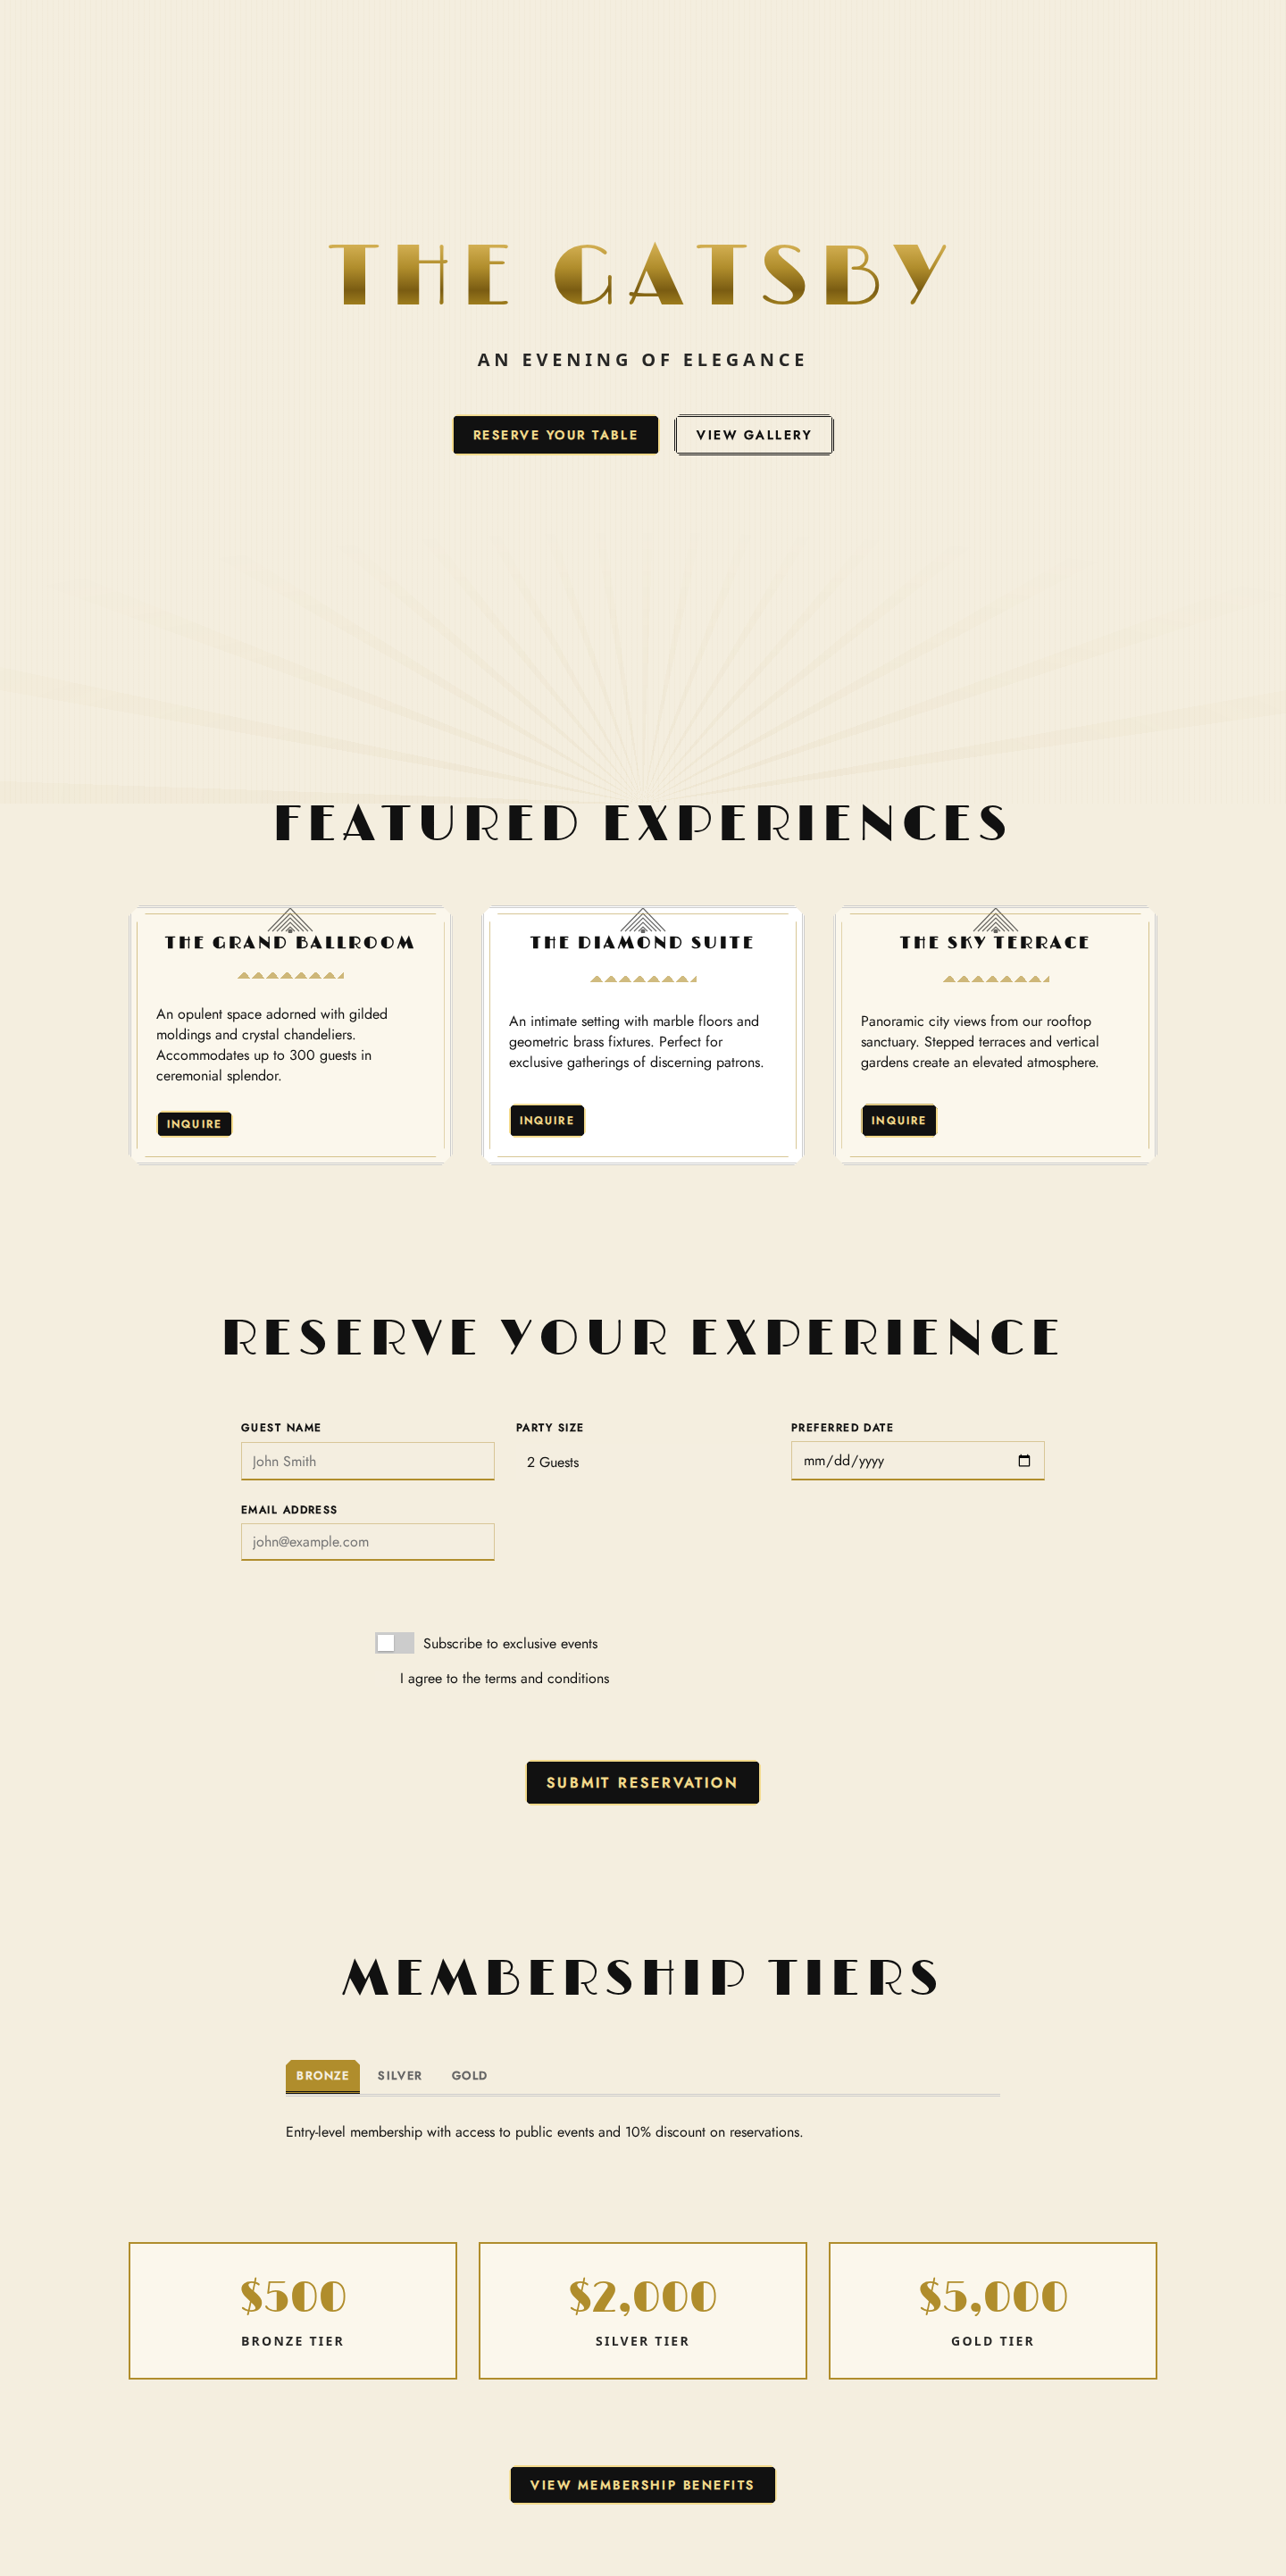 THE GATSBY
AN EVENING OF ELEGANCE
RESERVE YOUR TABLE
VIEW GALLERY
FEATURED EXPERIENCES
THE GRAND BALLROOM
An opulent space adorned with gilded
moldings and crystal chandeliers.
Accommodates up to 300 guests in
ceremonial splendor.
INQUIRE
THE DIAMOND SUITE
An intimate setting with marble floors and
geometric brass fixtures. Perfect for
exclusive gatherings of discerning patrons.
INQUIRE
THE SKY TERRACE
Panoramic city views from our rooftop
sanctuary. Stepped terraces and vertical
gardens create an elevated atmosphere.
INQUIRE
RESERVE YOUR EXPERIENCE
GUEST NAME
John Smith
PARTY SIZE
2 Guests
PREFERRED DATE
mm/dd/yyyy
EMAIL ADDRESS
john@example.com
Subscribe to exclusive events
I agree to the terms and conditions
SUBMIT RESERVATION
MEMBERSHIP TIERS
BRONZE
SILVER
GOLD
Entry-level membership with access to public events and 10% discount on reservations.
$500
BRONZE TIER
$2,000
SILVER TIER
$5,000
GOLD TIER
VIEW MEMBERSHIP BENEFITS